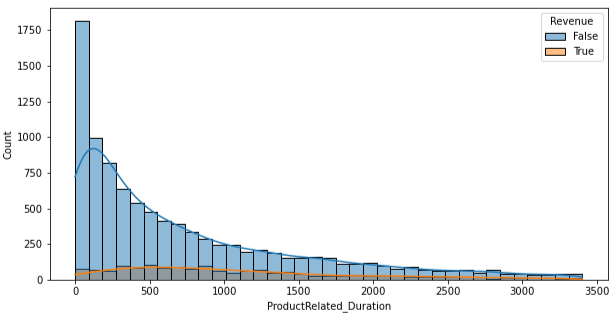 Revenue
False
True
Count
1750
1500
1250
1000
750
500
250
0
0 500 1000 1500 2000 2500 3000 3500
ProductRelated_Duration